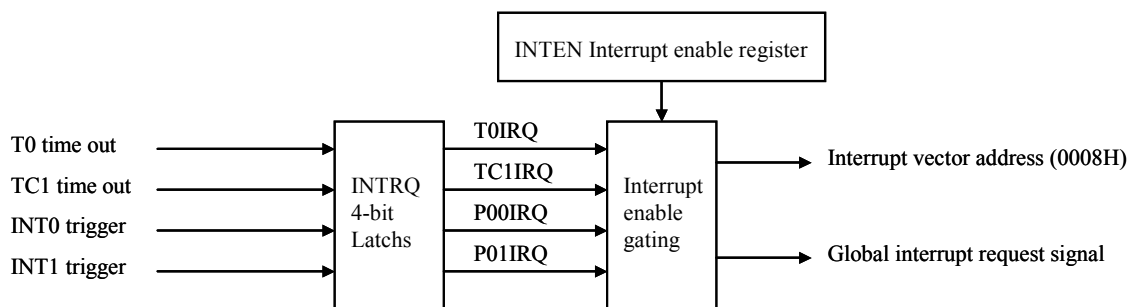 INTEN Interrupt enable register
T0 time out
TC1 time out
INT0 trigger
INT1 trigger
INTRQ
4-bit
Latchs
T0IRQ
TC1IRQ
P00IRQ
P01IRQ
Interrupt
enable
gating
Interrupt vector address (0008H)
Global interrupt request signal